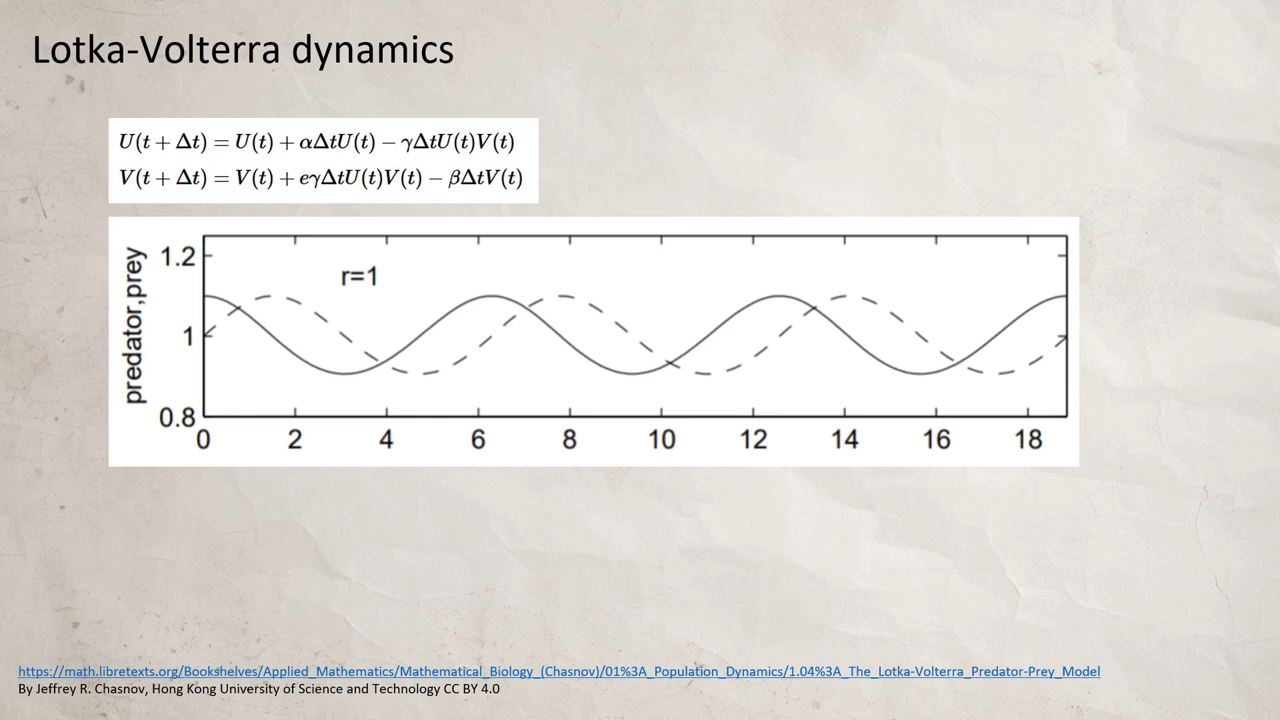 Lotka-Volterra dynamics
U(t + Δt) = U(t) + αΔtU(t) − γΔtU(t)V(t)
V(t + Δt) = V(t) + eγΔtU(t)V(t) − βΔtV(t)
predator,prey
1.2
1
0.8
r=1
0 2 4 6 8 10 12 14 16 18
https://math.libretexts.org/Bookshelves/Applied_Mathematics/Mathematical_Biology_(Chasnov)/01%3A_Population_Dynamics/1.04%3A_The_Lotka-Volterra_Predator-Prey_Model
By Jeffrey R. Chasnov, Hong Kong University of Science and Technology CC BY 4.0